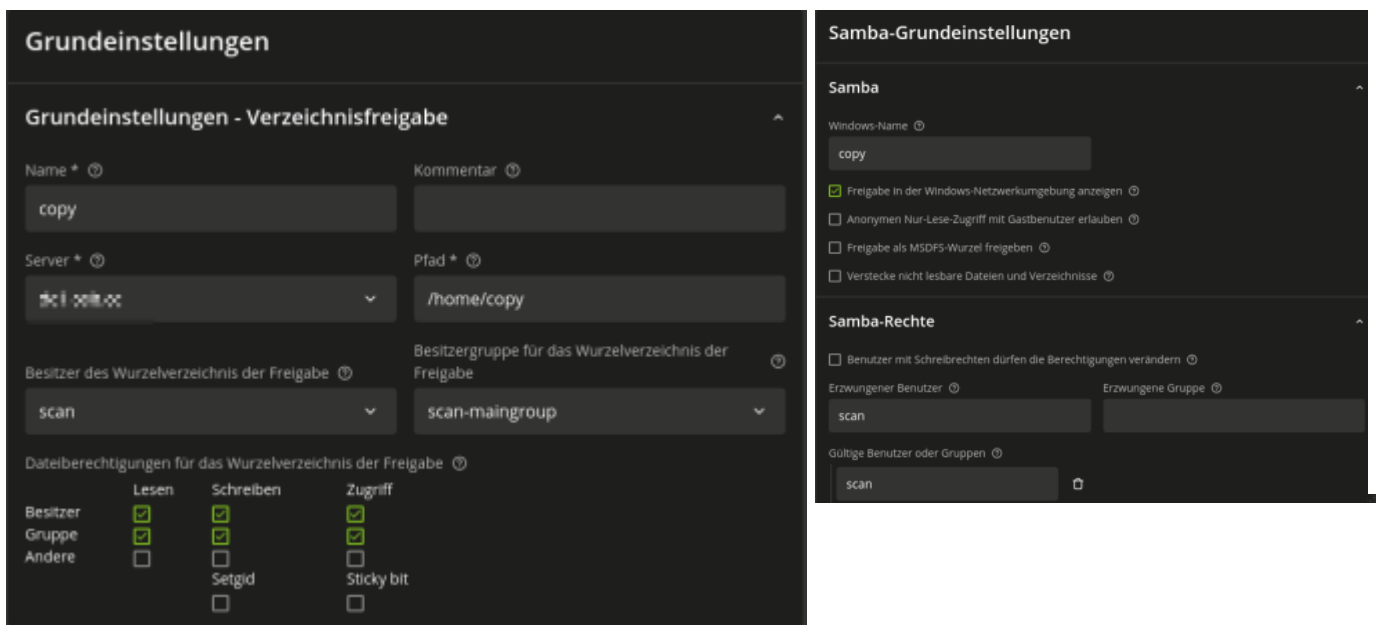 Grundeinstellungen
Grundeinstellungen - Verzeichnisfreigabe
Name *
Kommentar
copy
Server *
Pfad *
/home/copy
Besitzer des Wurzelverzeichnis der Freigabe
Besitzergruppe für das Wurzelverzeichnis der
Freigabe
scan
scan-maingroup
Dateiberechtigungen für das Wurzelverzeichnis der Freigabe
Lesen Schreiben Zugriff
Besitzer
Gruppe
Andere
Setgid Sticky bit
Samba-Grundeinstellungen
Samba
Windows-Name
copy
Freigabe in der Windows-Netzwerkumgebung anzeigen
Anonymen Nur-Lese-Zugriff mit Gastbenutzer erlauben
Freigabe als MSDFS-Wurzel freigeben
Verstecke nicht lesbare Dateien und Verzeichnisse
Samba-Rechte
Benutzer mit Schreibrechten dürfen die Berechtigungen verändern
Erzwungener Benutzer
Erzwungene Gruppe
scan
Gültige Benutzer oder Gruppen
scan